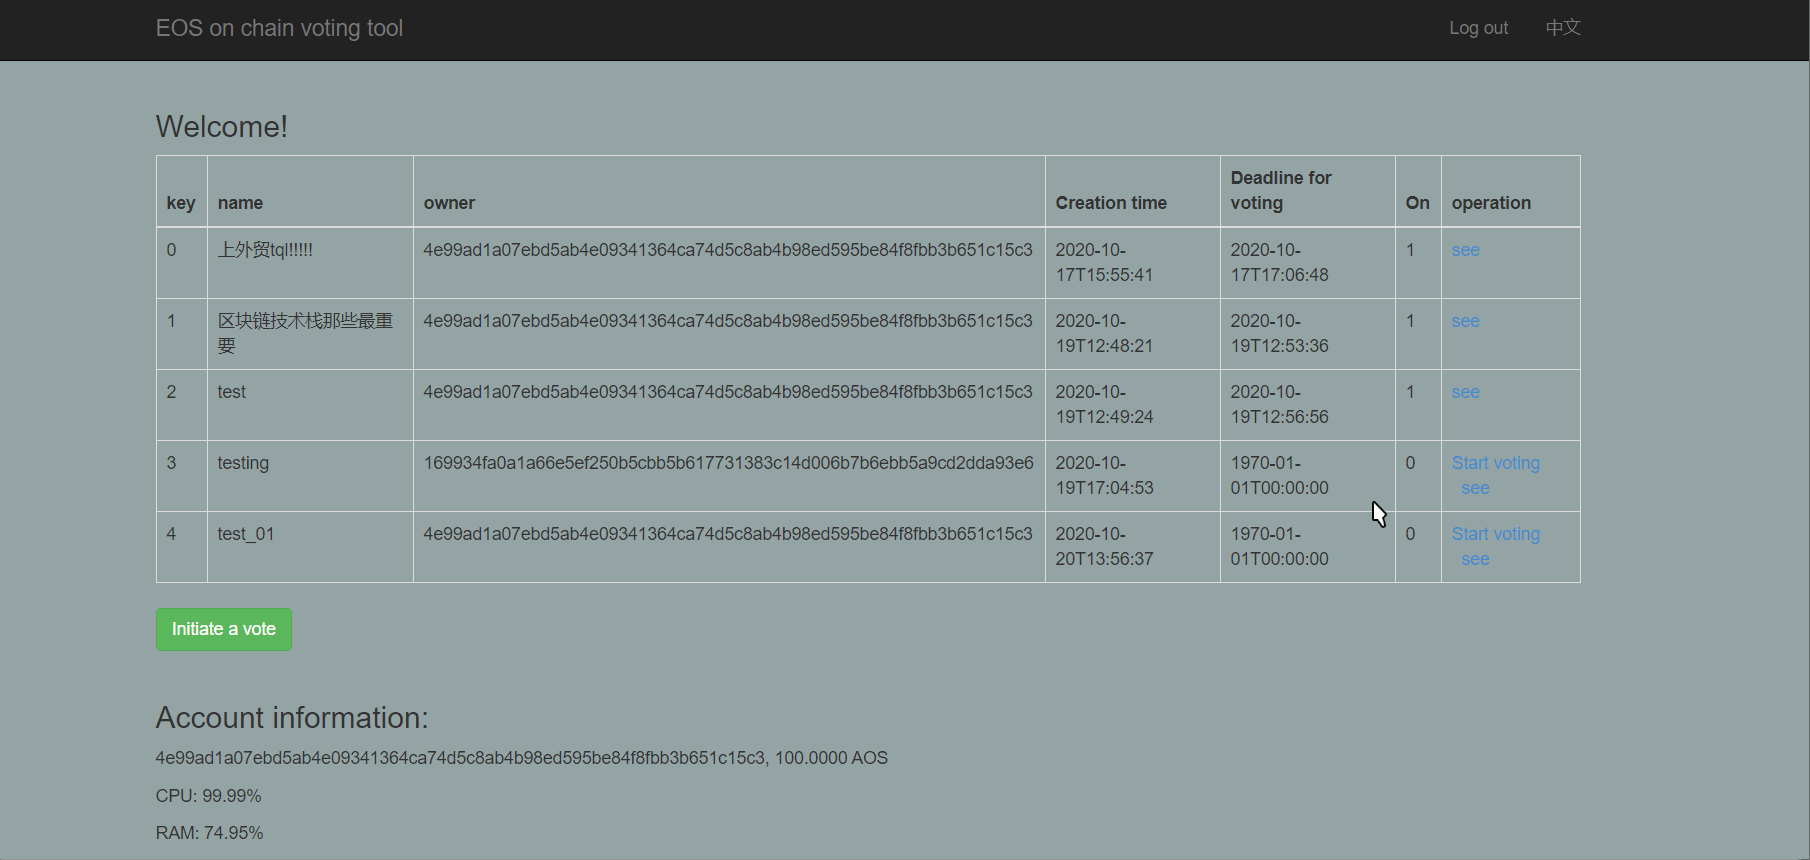 EOS on chain voting tool
Log out
中文
Welcome!
key
name
owner
Creation time
Deadline for
voting
On
operation
0
上外贸tql!!!!!
4e99ad1a07ebd5ab4e09341364ca74d5c8ab4b98ed595be84f8fbb3b651c15c3
2020-10-
17T15:55:41
2020-10-
17T17:06:48
1
see
1
区块链技术栈那些最重
要
4e99ad1a07ebd5ab4e09341364ca74d5c8ab4b98ed595be84f8fbb3b651c15c3
2020-10-
19T12:48:21
2020-10-
19T12:53:36
1
see
2
test
4e99ad1a07ebd5ab4e09341364ca74d5c8ab4b98ed595be84f8fbb3b651c15c3
2020-10-
19T12:49:24
2020-10-
19T12:56:56
1
see
3
testing
169934fa0a1a66e5ef250b5cbb5b617731383c14d006b7b6ebb5a9cd2dda93e6
2020-10-
19T17:04:53
1970-01-
01T00:00:00
0
Start voting
see
4
test_01
4e99ad1a07ebd5ab4e09341364ca74d5c8ab4b98ed595be84f8fbb3b651c15c3
2020-10-
20T13:56:37
1970-01-
01T00:00:00
0
Start voting
see
Initiate a vote
Account information:
4e99ad1a07ebd5ab4e09341364ca74d5c8ab4b98ed595be84f8fbb3b651c15c3, 100.0000 AOS
CPU: 99.99%
RAM: 74.95%